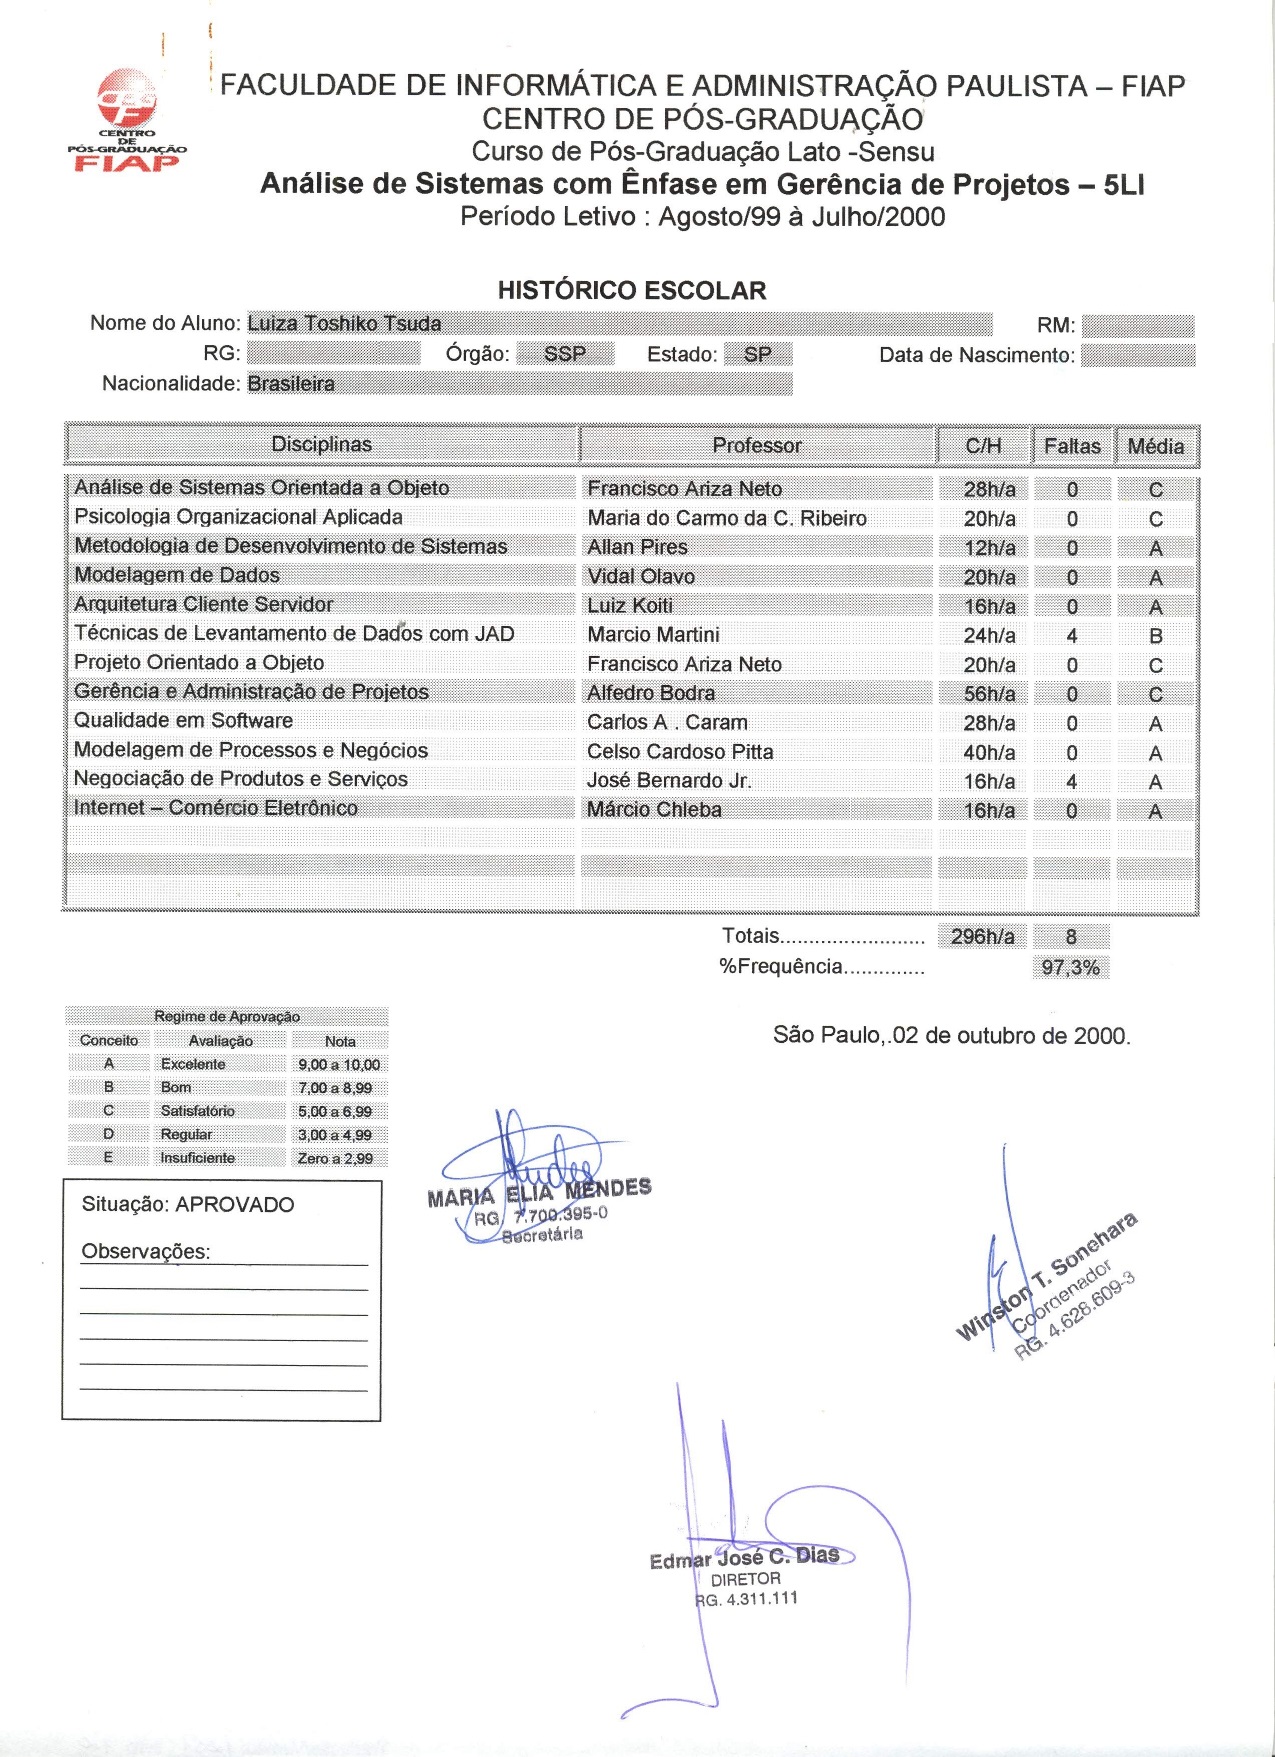 CENTRO
DE
PÓS-GRADUAÇÃO
FIAP
FACULDADE DE INFORMÁTICA E ADMINISTRAÇÃO PAULISTA – FIAP
CENTRO DE PÓS-GRADUAÇÃO
Curso de Pós-Graduação Lato -Sensu
Análise de Sistemas com Ênfase em Gerência de Projetos – 5LI
Período Letivo : Agosto/99 à Julho/2000
HISTÓRICO ESCOLAR
Nome do Aluno: Luiza Toshiko Tsuda RM:
RG: Órgão: SSP Estado: SP Data de Nascimento:
Nacionalidade: Brasileira
Disciplinas Professor C/H Faltas Média
Análise de Sistemas Orientada a Objeto Francisco Ariza Neto 28h/a 0 C
Psicologia Organizacional Aplicada Maria do Carmo da C. Ribeiro 20h/a 0 C
Metodologia de Desenvolvimento de Sistemas Allan Pires 12h/a 0 A
Modelagem de Dados Vidal Olavo 20h/a 0 A
Arquitetura Cliente Servidor Luiz Koiti 16h/a 0 A
Técnicas de Levantamento de Dados com JAD Marcio Martini 24h/a 4 B
Projeto Orientado a Objeto Francisco Ariza Neto 20h/a 0 C
Gerência e Administração de Projetos Alfedro Bodra 56h/a 0 C
Qualidade em Software Carlos A . Caram 28h/a 0 A
Modelagem de Processos e Negócios Celso Cardoso Pitta 40h/a 0 A
Negociação de Produtos e Serviços José Bernardo Jr. 16h/a 4 A
Internet – Comércio Eletrônico Márcio Chleba 16h/a 0 A
Totais......................... 296h/a 8
%Frequência.............. 97,3%
Regime de Aprovação
Conceito Avaliação Nota
A Excelente 9,00 a 10,00
B Bom 7,00 a 8,99
C Satisfatório 5,00 a 6,99
D Regular 3,00 a 4,99
E Insuficiente Zero a 2,99
São Paulo,.02 de outubro de 2000.
Situação: APROVADO
Observações:
MARIA ELIA MENDES
RG 7.700.395-0
Secretária
Winston T. Sonehara
Coordenador
RG. 4.628.609-3
Edmar José C. Dias
DIRETOR
RG. 4.311.111